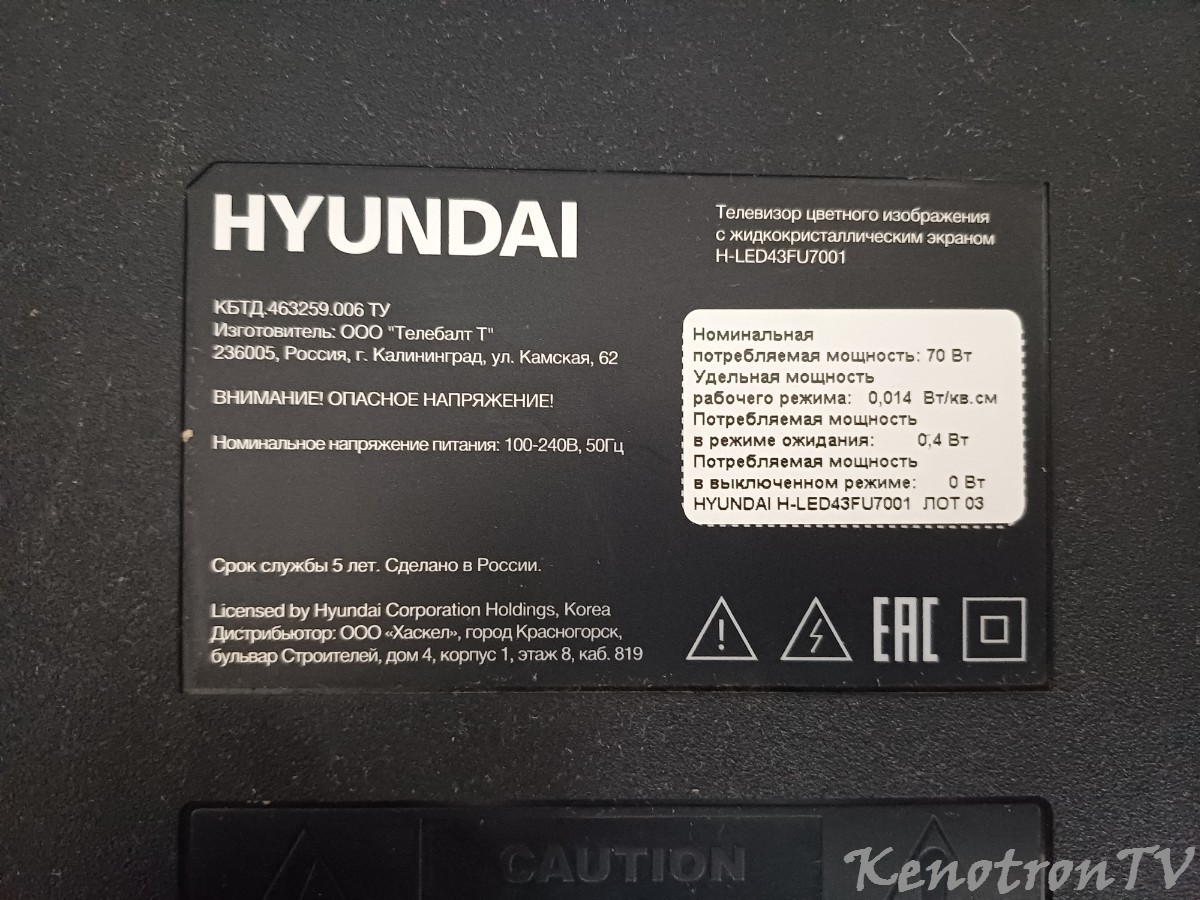 HYUNDAI
Телевизор цветного изображения
с жидкокристаллическим экраном
H-LED43FU7001
КБТД.463259.006 ТУ
Изготовитель: ООО "Телебалт Т"
236005, Россия, г. Калининград, ул. Камская, 62
ВНИМАНИЕ! ОПАСНОЕ НАПРЯЖЕНИЕ!
Номинальное напряжение питания: 100-240В, 50Гц
Номинальная
потребляемая мощность: 70 Вт
Удельная мощность
рабочего режима: 0,014 Вт/кв.см
Потребляемая мощность
в режиме ожидания: 0,4 Вт
Потребляемая мощность
в выключенном режиме: 0 Вт
HYUNDAI H-LED43FU7001 ЛОТ 03
Срок службы 5 лет. Сделано в России.
Licensed by Hyundai Corporation Holdings, Korea
Дистрибьютор: ООО «Хаскел», город Красногорск,
бульвар Строителей, дом 4, корпус 1, этаж 8, каб. 819
EAC
CAUTION
KenotronTV